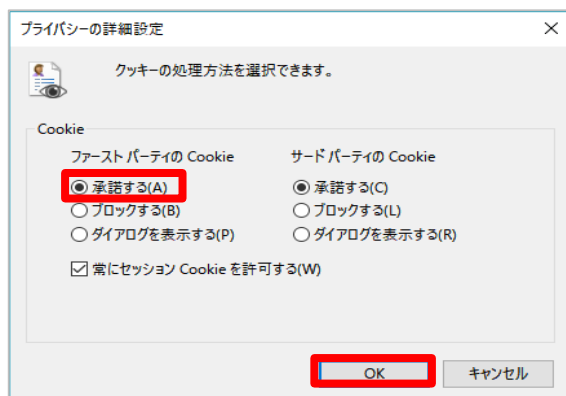 プライバシーの詳細設定
クッキーの処理方法を選択できます。
Cookie
ファースト パーティの Cookie サード パーティの Cookie
承諾する(A) 承諾する(C)
ブロックする(B) ブロックする(L)
ダイアログを表示する(P) ダイアログを表示する(R)
常にセッション Cookie を許可する(W)
OK キャンセル